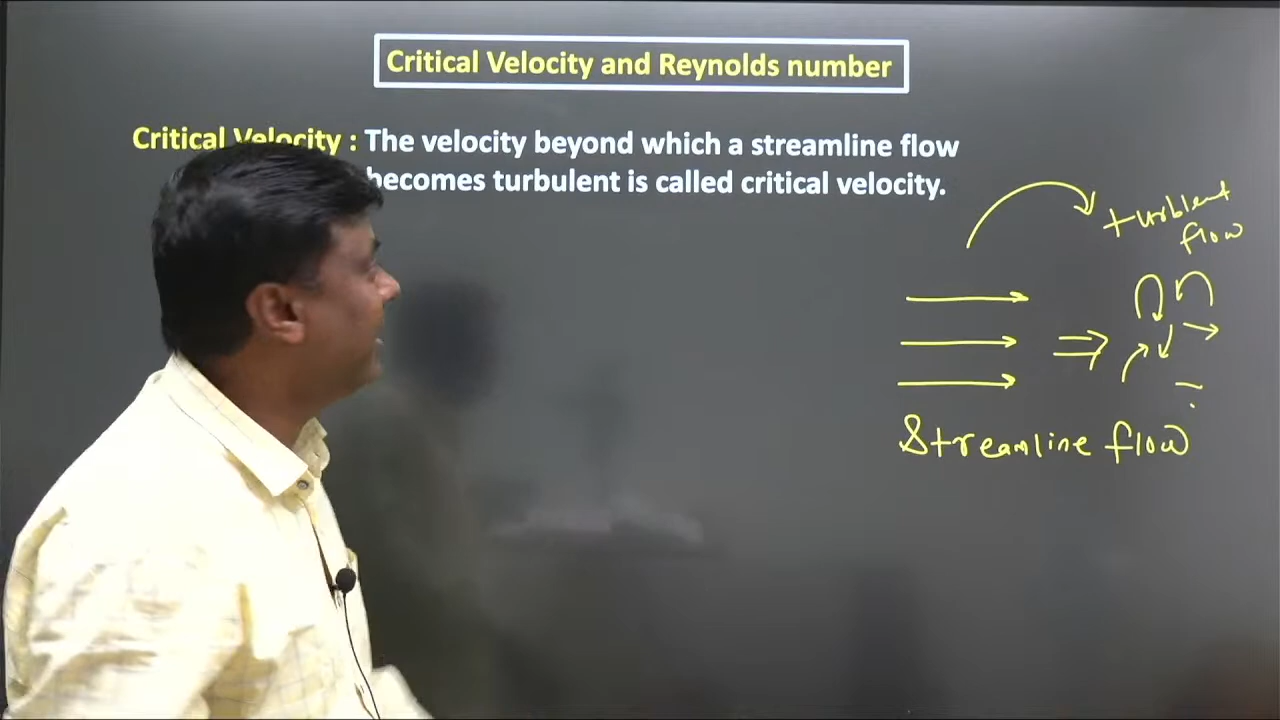 Critical Velocity and Reynolds number
Critical Velocity : The velocity beyond which a streamline flow
becomes turbulent is called critical velocity.
turblent
flow
Streamline flow